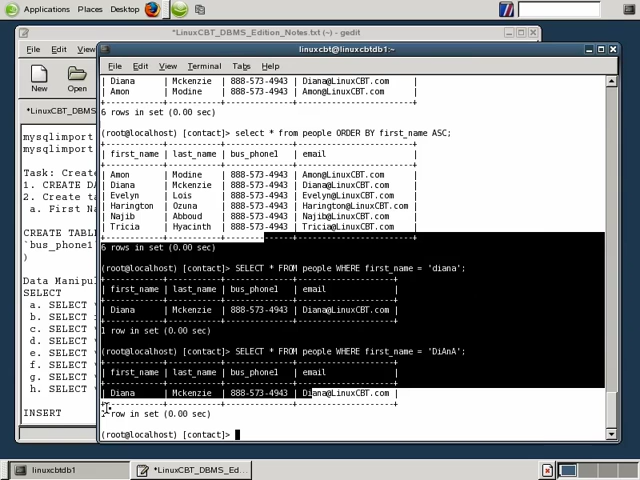 Applications Places Desktop
*LinuxCBT_DBMS_Edition_Notes.txt (~) - gedit
File Edit View
New Open
*LinuxCBT_DBMS
mysqlimport
mysqlimport
Task: Create
1. CREATE DA
2. Create ta
a. First Na
CREATE TABL
`bus_phone1
)
Data Manipul
SELECT
a. SELECT
b. SELECT
c. SELECT
d. SELECT
e. SELECT
f. SELECT
g. SELECT
h. SELECT
INSERT
linuxcbt@linuxcbtdb1:~
File Edit View Terminal Tabs Help
| Diana | Mckenzie | 888-573-4943 | Diana@LinuxCBT.com |
| Amon | Modine | 888-573-4943 | Amon@LinuxCBT.com |
6 rows in set (0.00 sec)
(root@localhost) [contact]> select * from people ORDER BY first_name ASC;
| first_name | last_name | bus_phone1 | email |
| Amon | Modine | 888-573-4943 | Amon@LinuxCBT.com |
| Diana | Mckenzie | 888-573-4943 | Diana@LinuxCBT.com |
| Evelyn | Lois | 888-573-4943 | Evelyn@LinuxCBT.com |
| Harington | Ozuna | 888-573-4943 | Harington@LinuxCBT.com |
| Najib | Abboud | 888-573-4943 | Najib@LinuxCBT.com |
| Tricia | Hyacinth | 888-573-4943 | Tricia@LinuxCBT.com |
6 rows in set (0.00 sec)
(root@localhost) [contact]> SELECT * FROM people WHERE first_name = 'diana';
| first_name | last_name | bus_phone1 | email |
| Diana | Mckenzie | 888-573-4943 | Diana@LinuxCBT.com |
1 row in set (0.00 sec)
(root@localhost) [contact]> SELECT * FROM people WHERE first_name = 'DiAnA';
| first_name | last_name | bus_phone1 | email |
| Diana | Mckenzie | 888-573-4943 | Diana@LinuxCBT.com |
1 row in set (0.00 sec)
(root@localhost) [contact]>
linuxcbtdb1
*LinuxCBT_DBMS_Ed...